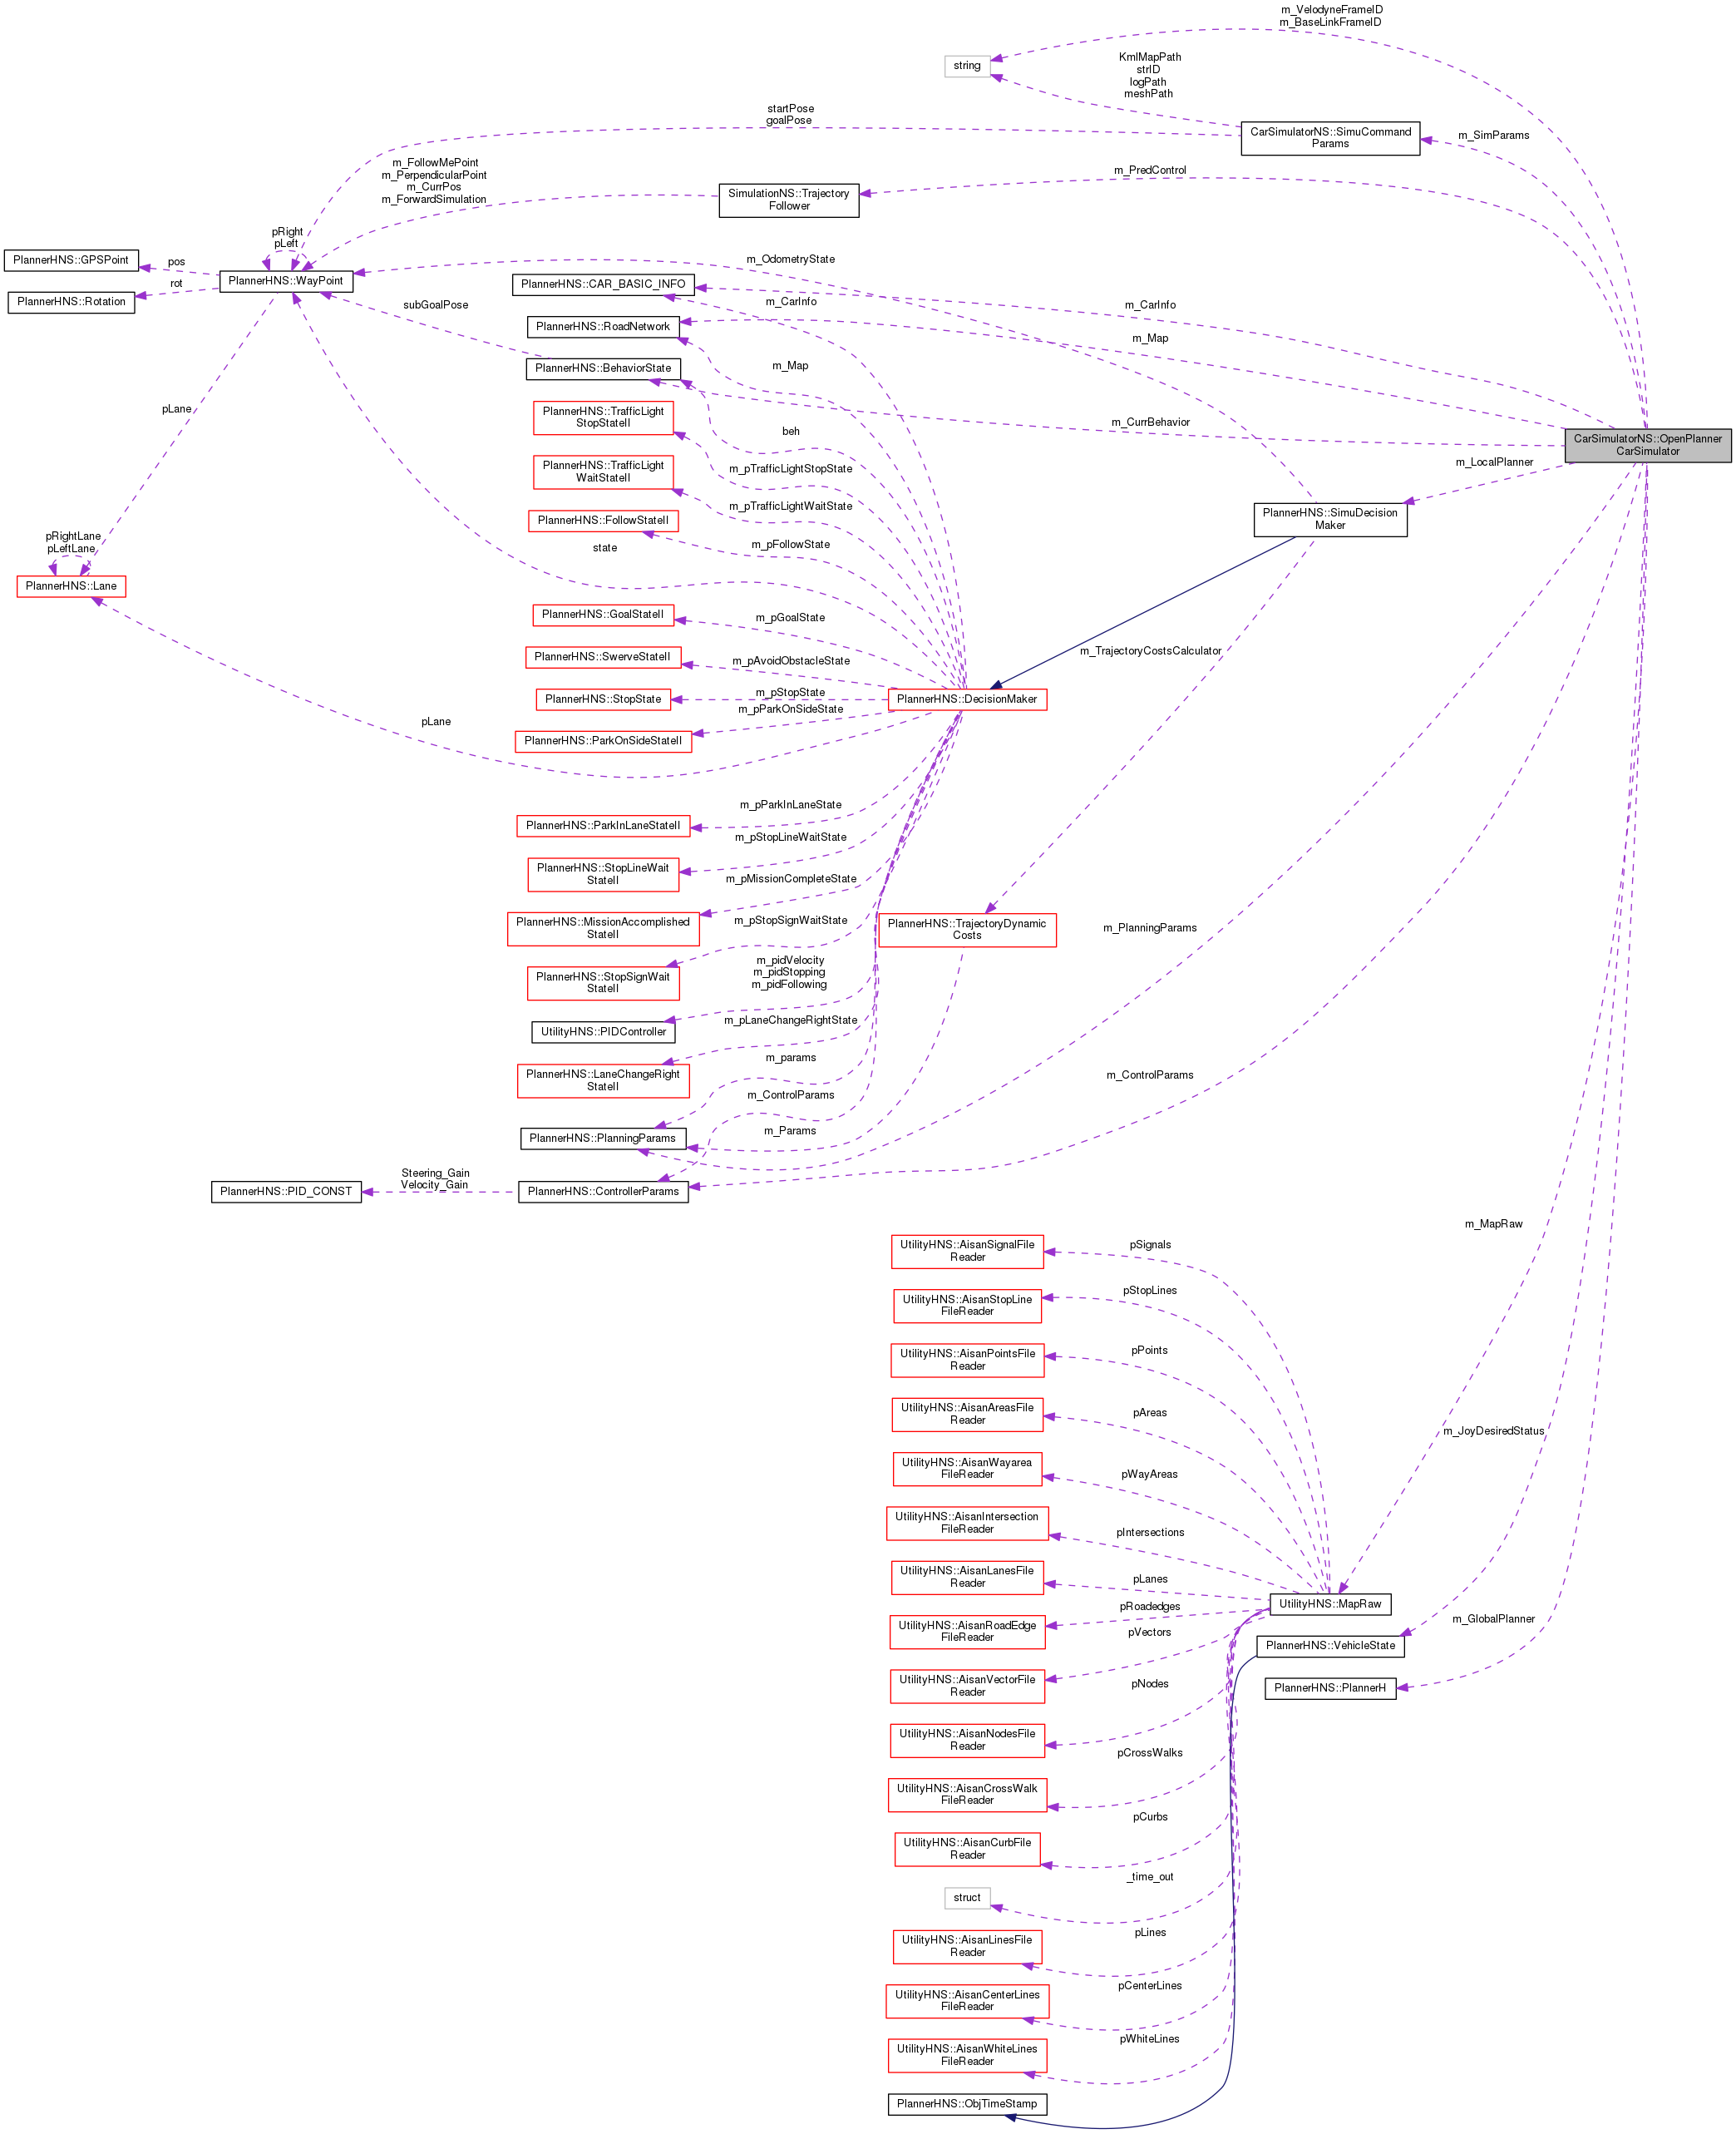 m_VelodyneFrameID
m_BaseLinkFrameID
string
KmlMapPath
strID
logPath
meshPath
startPose
goalPose
CarSimulatorNS::SimuCommand
Params
m_SimParams
m_FollowMePoint
m_PerpendicularPoint
m_CurrPos
m_ForwardSimulation
SimulationNS::Trajectory
Follower
m_PredControl
pRight
pLeft
PlannerHNS::GPSPoint
pos
PlannerHNS::WayPoint
rot
PlannerHNS::Rotation
m_OdometryState
PlannerHNS::CAR_BASIC_INFO
subGoalPose
m_CarInfo
m_CarInfo
PlannerHNS::RoadNetwork
m_Map
m_Map
PlannerHNS::BehaviorState
pLane
PlannerHNS::TrafficLight
StopStateII
beh
m_CurrBehavior
CarSimulatorNS::OpenPlanner
CarSimulator
m_pTrafficLightStopState
m_LocalPlanner
PlannerHNS::TrafficLight
WaitStateII
m_pTrafficLightWaitState
PlannerHNS::SimuDecision
Maker
PlannerHNS::FollowStateII
m_pFollowState
state
pRightLane
pLeftLane
PlannerHNS::Lane
PlannerHNS::GoalStateII
m_pGoalState
PlannerHNS::SwerveStateII
m_pAvoidObstacleState
m_TrajectoryCostsCalculator
PlannerHNS::StopState
m_pStopState
PlannerHNS::DecisionMaker
m_pParkOnSideState
pLane
PlannerHNS::ParkOnSideStateII
m_pParkInLaneState
PlannerHNS::ParkInLaneStateII
m_pStopLineWaitState
PlannerHNS::StopLineWait
StateII
m_pMissionCompleteState
PlannerHNS::MissionAccomplished
StateII
m_pStopSignWaitState
PlannerHNS::TrajectoryDynamic
Costs
m_PlanningParams
PlannerHNS::StopSignWait
StateII
m_pidVelocity
m_pidStopping
m_pidFollowing
UtilityHNS::PIDController
m_pLaneChangeRightState
PlannerHNS::LaneChangeRight
StateII
m_params
m_ControlParams
m_ControlParams
m_Params
PlannerHNS::PlanningParams
PlannerHNS::PID_CONST
Steering_Gain
Velocity_Gain
PlannerHNS::ControllerParams
m_MapRaw
UtilityHNS::AisanSignalFile
Reader
pSignals
UtilityHNS::AisanStopLine
FileReader
pStopLines
UtilityHNS::AisanPointsFile
Reader
pPoints
UtilityHNS::AisanAreasFile
Reader
pAreas
m_JoyDesiredStatus
UtilityHNS::AisanWayarea
FileReader
pWayAreas
UtilityHNS::AisanIntersection
FileReader
pIntersections
UtilityHNS::AisanLanesFile
Reader
pLanes
UtilityHNS::MapRaw
pRoadedges
m_GlobalPlanner
UtilityHNS::AisanRoadEdge
FileReader
pVectors
PlannerHNS::VehicleState
UtilityHNS::AisanVectorFile
Reader
pNodes
PlannerHNS::PlannerH
UtilityHNS::AisanNodesFile
Reader
pCrossWalks
UtilityHNS::AisanCrossWalk
FileReader
pCurbs
UtilityHNS::AisanCurbFile
Reader
_time_out
struct
pLines
UtilityHNS::AisanLinesFile
Reader
pCenterLines
UtilityHNS::AisanCenterLines
FileReader
pWhiteLines
UtilityHNS::AisanWhiteLines
FileReader
PlannerHNS::ObjTimeStamp